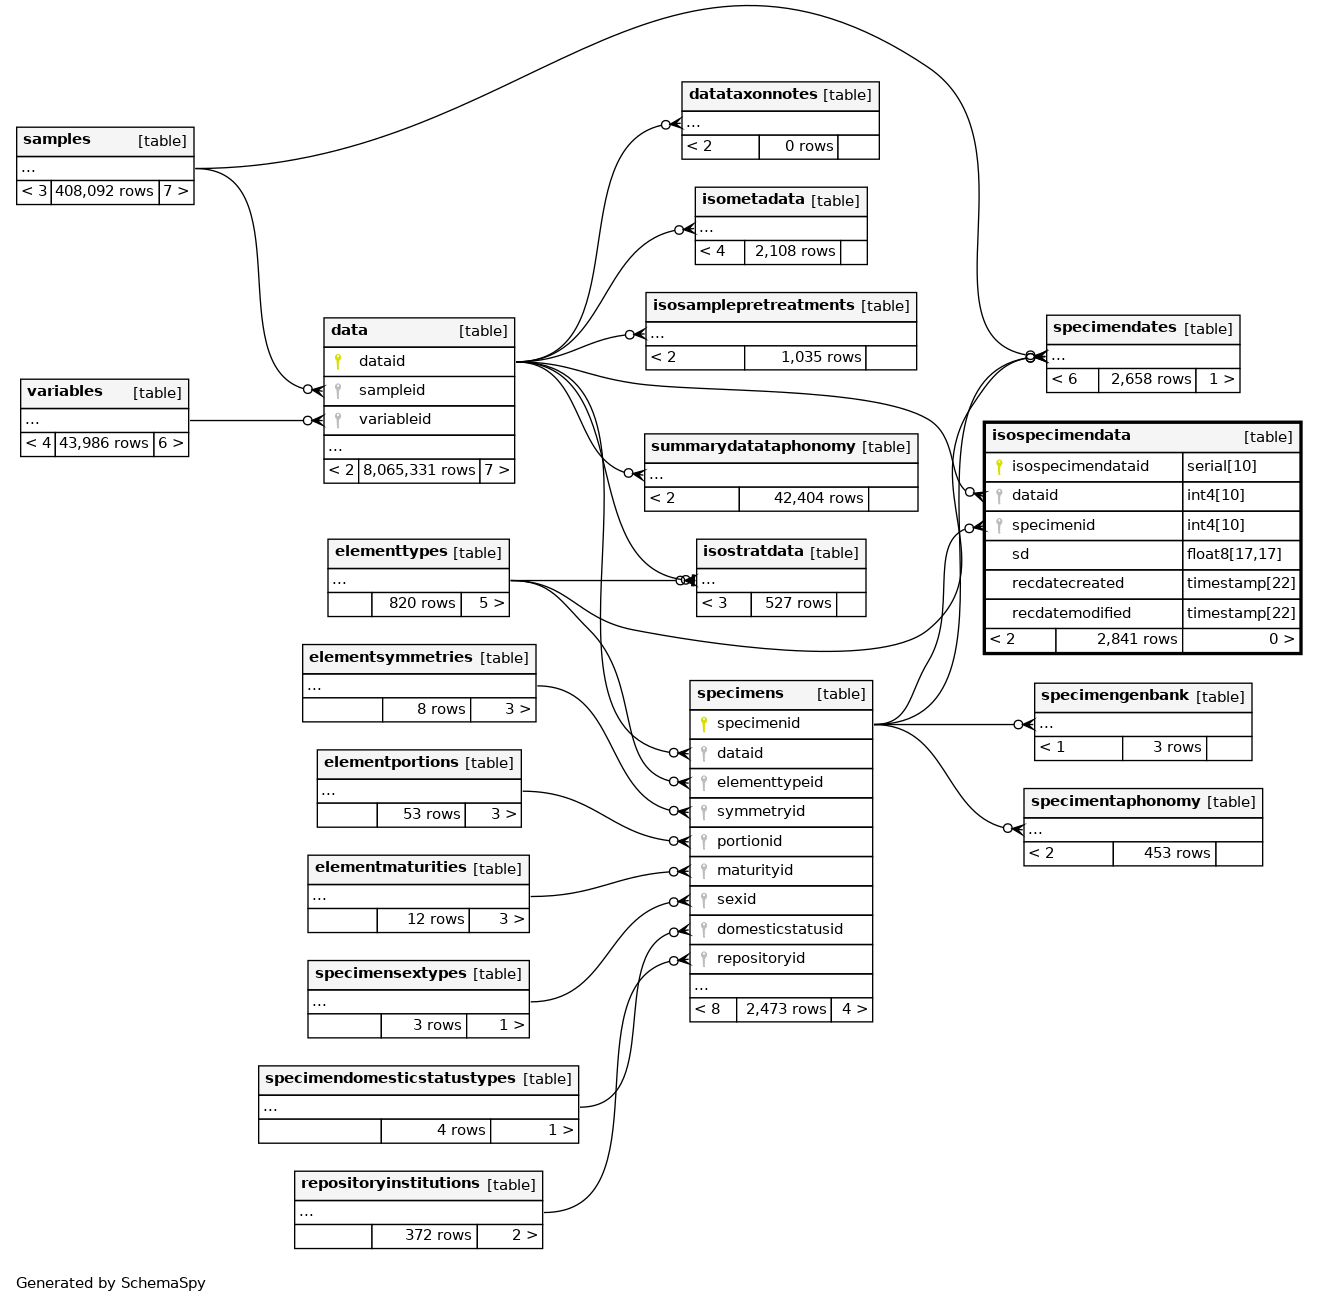 datataxonnotes [table]
...
< 2 0 rows
samples [table]
...
< 3 408,092 rows 7 >
isometadata [table]
...
< 4 2,108 rows
isosamplepretreatments [table]
...
< 2 1,035 rows
data [table]
dataid
sampleid
variableid
...
< 2 8,065,331 rows 7 >
specimendates [table]
...
< 6 2,658 rows 1 >
variables [table]
...
< 4 43,986 rows 6 >
summarydatataphonomy [table]
...
< 2 42,404 rows
isospecimendata [table]
isospecimendataid serial[10]
dataid int4[10]
specimenid int4[10]
sd float8[17,17]
recdatecreated timestamp[22]
recdatemodified timestamp[22]
< 2 2,841 rows 0 >
elementtypes [table]
...
820 rows 5 >
isostratdata [table]
...
< 3 527 rows
elementsymmetries [table]
...
8 rows 3 >
specimens [table]
specimenid
dataid
elementtypeid
symmetryid
portionid
maturityid
sexid
domesticstatusid
repositoryid
...
< 8 2,473 rows 4 >
specimengenbank [table]
...
< 1 3 rows
elementportions [table]
...
53 rows 3 >
specimentaphonomy [table]
...
< 2 453 rows
elementmaturities [table]
...
12 rows 3 >
specimensextypes [table]
...
3 rows 1 >
specimendomesticstatustypes [table]
...
4 rows 1 >
repositoryinstitutions [table]
...
372 rows 2 >
Generated by SchemaSpy